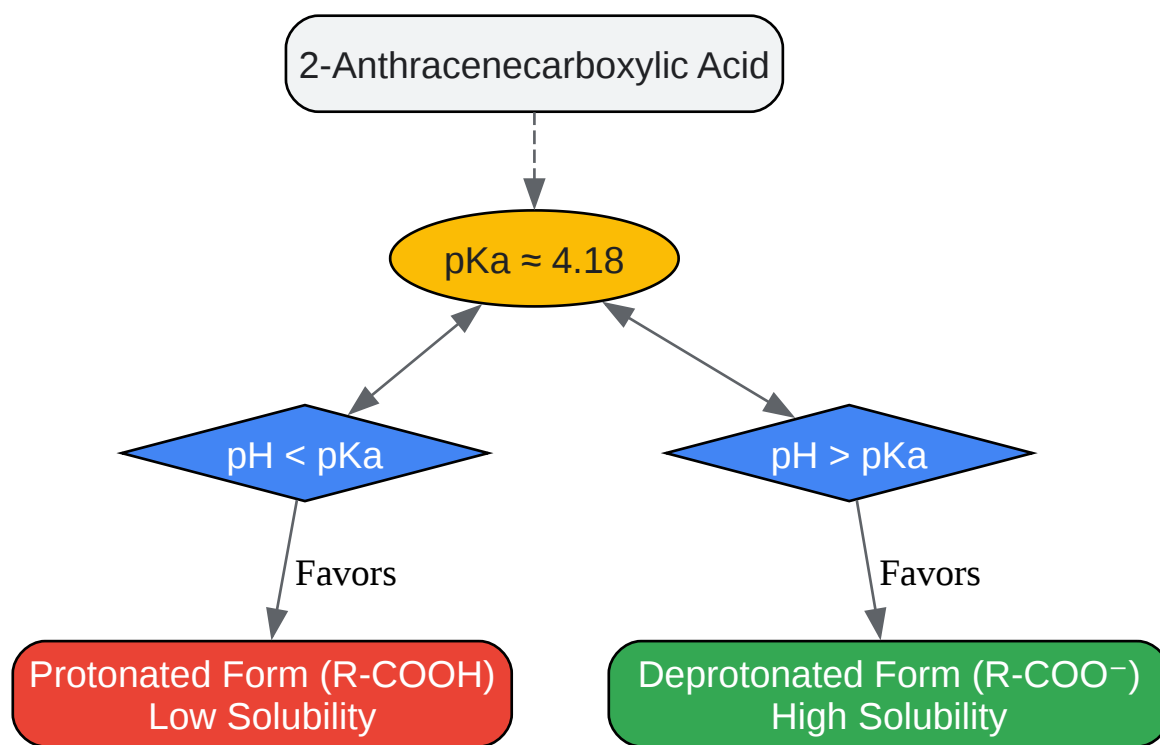 2-Anthracenecarboxylic Acid
pKa ≈ 4.18
pH < pKa
pH > pKa
Favors
Favors
Protonated Form (R-COOH)
Low Solubility
Deprotonated Form (R-COO⁻)
High Solubility